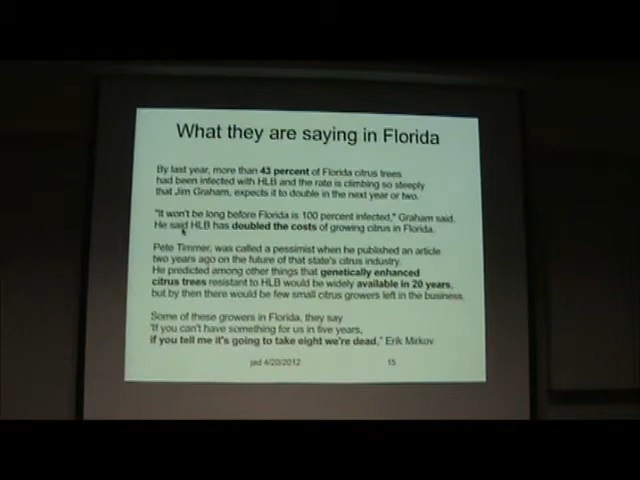 What they are saying in Florida
By last year, more than 43 percent of Florida citrus trees
had been infected with HLB and the rate is climbing so steeply
that Jim Graham, expects it to double in the next year or two.
"It won't be long before Florida is 100 percent infected," Graham said.
He said HLB has doubled the costs of growing citrus in Florida.
Pete Timmer, was called a pessimist when he published an article
two years ago on the future of that state's citrus industry.
He predicted among other things that genetically enhanced
citrus trees resistant to HLB would be widely available in 20 years,
but by then there would be few small citrus growers left in the business.
Some of these growers in Florida, they say
'If you can't have something for us in five years,
if you tell me it's going to take eight we're dead,'' Erik Mirkov
jad 4/20/2012 15